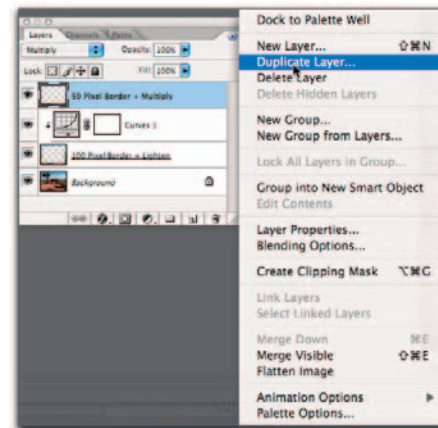 Layers Channels Paths
Multiply Opacity: 100%
Lock: Fill: 100%
50 Pixel Border + Multiply
Curves 1
100 Pixel Border + Lighten
Background
Dock to Palette Well
New Layer... ⇧⌘N
Duplicate Layer...
Delete Layer
Delete Hidden Layers
New Group...
New Group from Layers...
Lock All Layers in Group...
Group into New Smart Object
Edit Contents
Layer Properties...
Blending Options...
Create Clipping Mask ⌥⌘G
Link Layers
Select Linked Layers
Merge Down ⌘E
Merge Visible ⇧⌘E
Flatten Image
Animation Options
Palette Options...